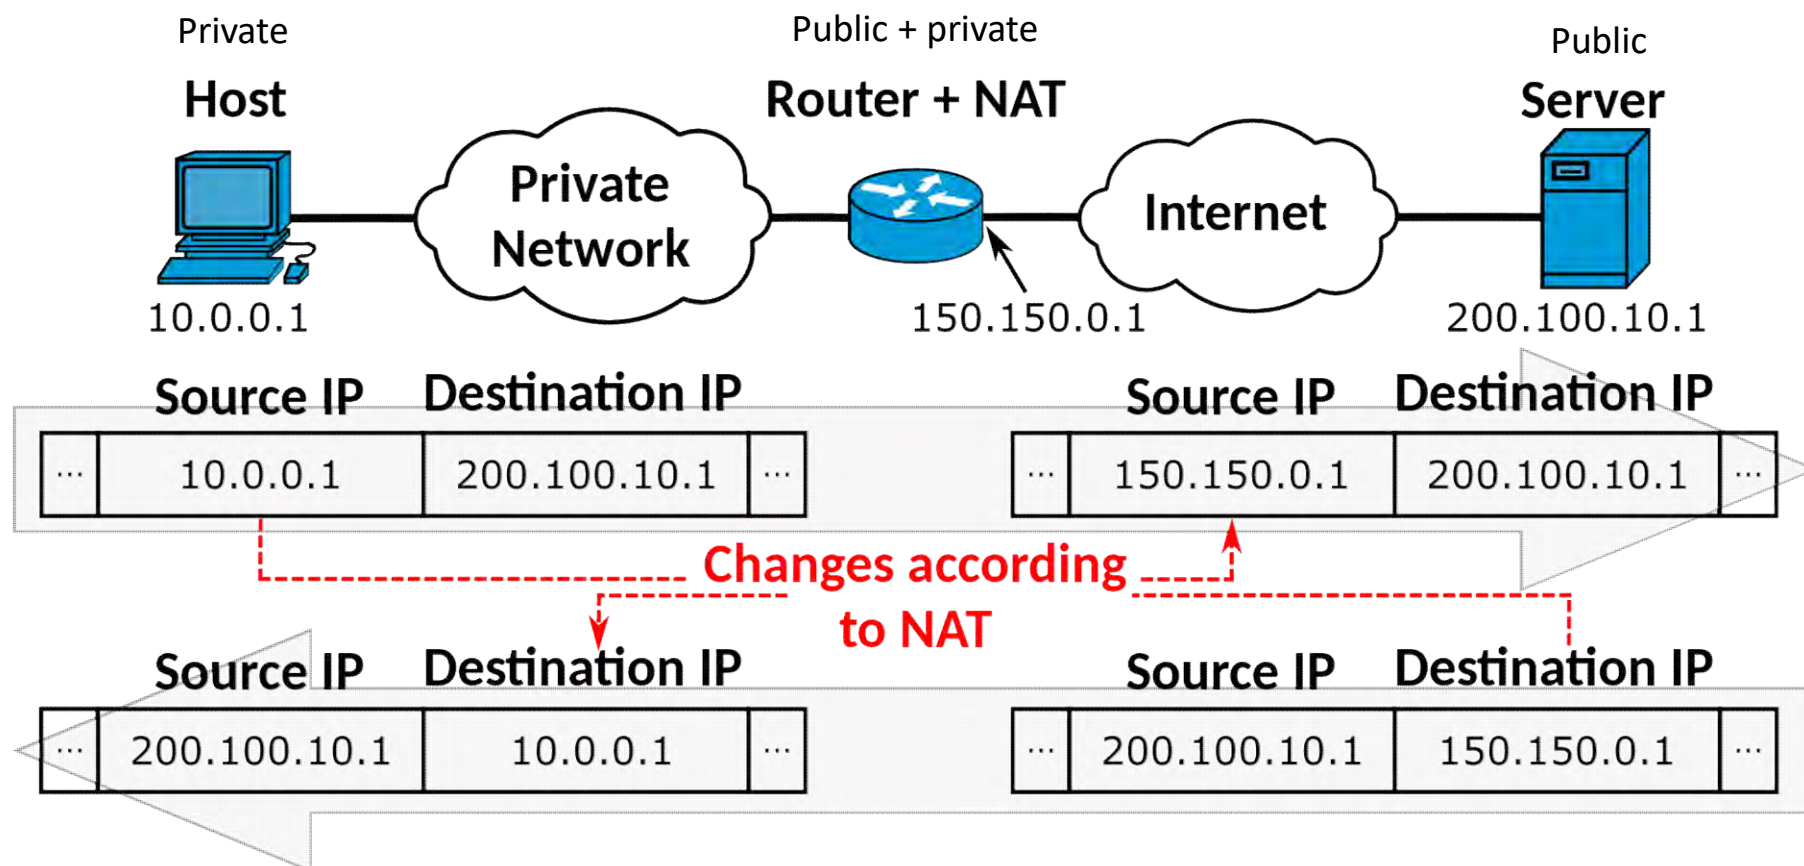 Private
Public + private
Public
Host
Router + NAT
Server
Private
Network
Internet
10.0.0.1
150.150.0.1
200.100.10.1
Source IP
Destination IP
Source IP
Destination IP
...
10.0.0.1
200.100.10.1
...
...
150.150.0.1
200.100.10.1
...
Changes according
to NAT
Source IP
Destination IP
Source IP
Destination IP
...
200.100.10.1
10.0.0.1
...
...
200.100.10.1
150.150.0.1
...